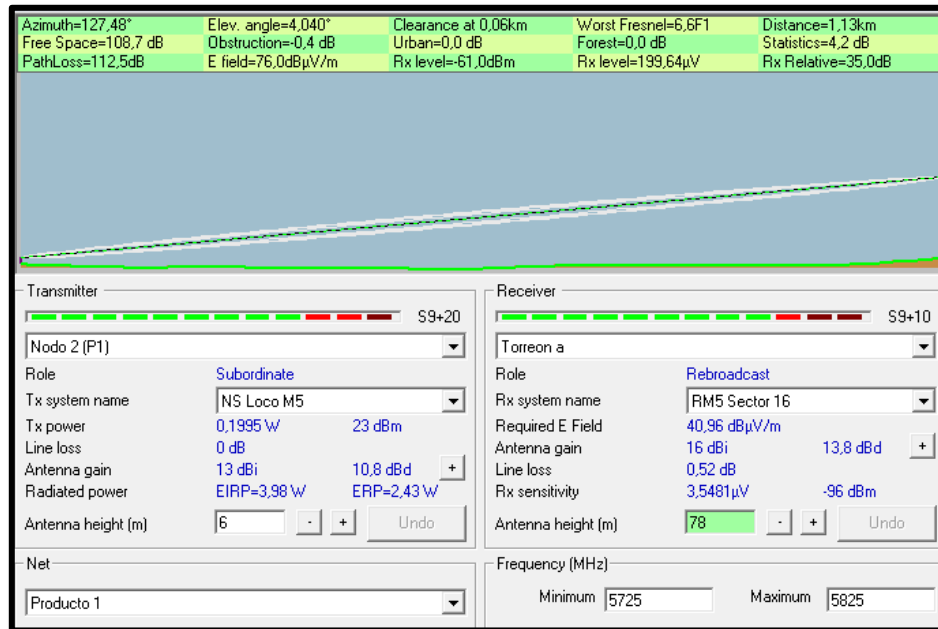 Azimuth=127,48° Elev. angle=4,040° Clearance at 0,06km Worst Fresnel=6,6F1 Distance=1,13km
Free Space=108,7 dB Obstruction=-0,4 dB Urban=0,0 dB Forest=0,0 dB Statistics=4,2 dB
PathLoss=112,5dB E field=76,0dBµV/m Rx level=-61,0dBm Rx level=199,64µV Rx Relative=35,0dB
Transmitter
S9+20
Nodo 2 (P1)
Role Subordinate
Tx system name NS Loco M5
Tx power 0,1995 W 23 dBm
Line loss 0 dB
Antenna gain 13 dBi 10,8 dBd +
Radiated power EIRP=3,98 W ERP=2,43 W
Antenna height (m) 6 - + Undo
Receiver
S9+10
Torreon a
Role Rebroadcast
Rx system name RM5 Sector 16
Required E Field 40,96 dBµV/m
Antenna gain 16 dBi 13,8 dBd +
Line loss 0,52 dB
Rx sensitivity 3,5481µV -96 dBm
Antenna height (m) 78 - + Undo
Net
Producto 1
Frequency (MHz)
Minimum 5725 Maximum 5825